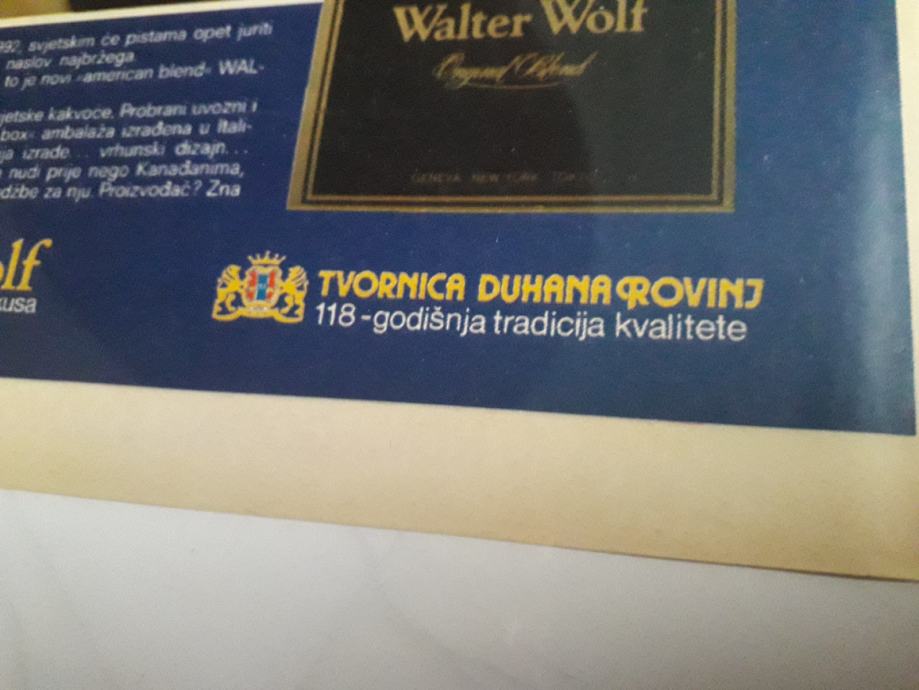 992, svjetskim će pistama opet juriti
naslov najbržega.
to je novi »american blend« WAL-
jetske kakvoće. Probrani uvozni i
box« ambalaža izrađena u Itali-
ja izrade... vrhunski dizajn...
nudi prije nego Kanađanima,
džbe za nju. Proizvođač? Zna
olf
kusa
Walter Wolf
Original Blend
GENEVA NEW YORK TOKYO
TVORNICA DUHANA ROVINJ
118-godišnja tradicija kvalitete